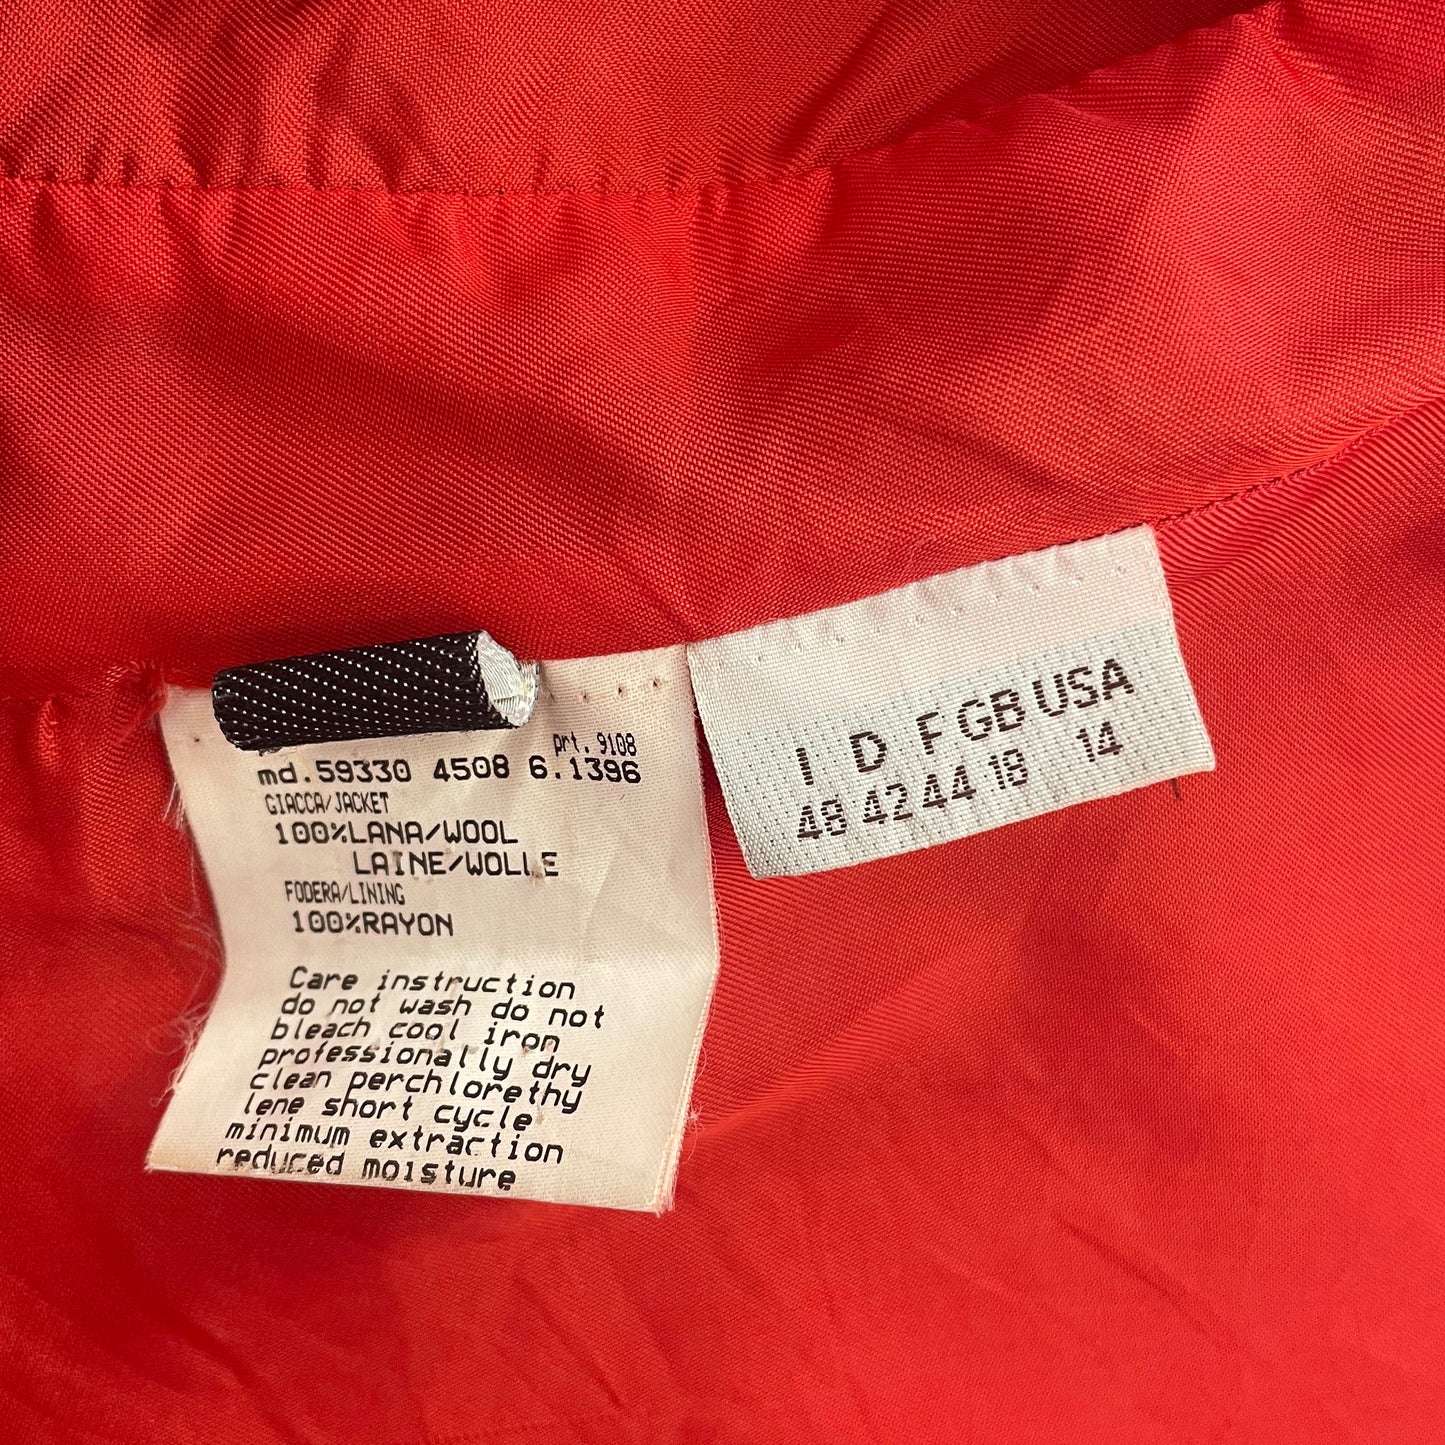 prt.9108
md.59330 4508 6.1396
GIACCA/JACKET
100%LANA/WOOL
LAINE/WOLLE
FODERA/LINING
100%RAYON
Care instruction
do not wash do not
bleach cool iron
professionally dry
clean perchlorethy
lene short cycle
minimum extraction
reduced moisture
I D F GB USA
48 42 44 18 14